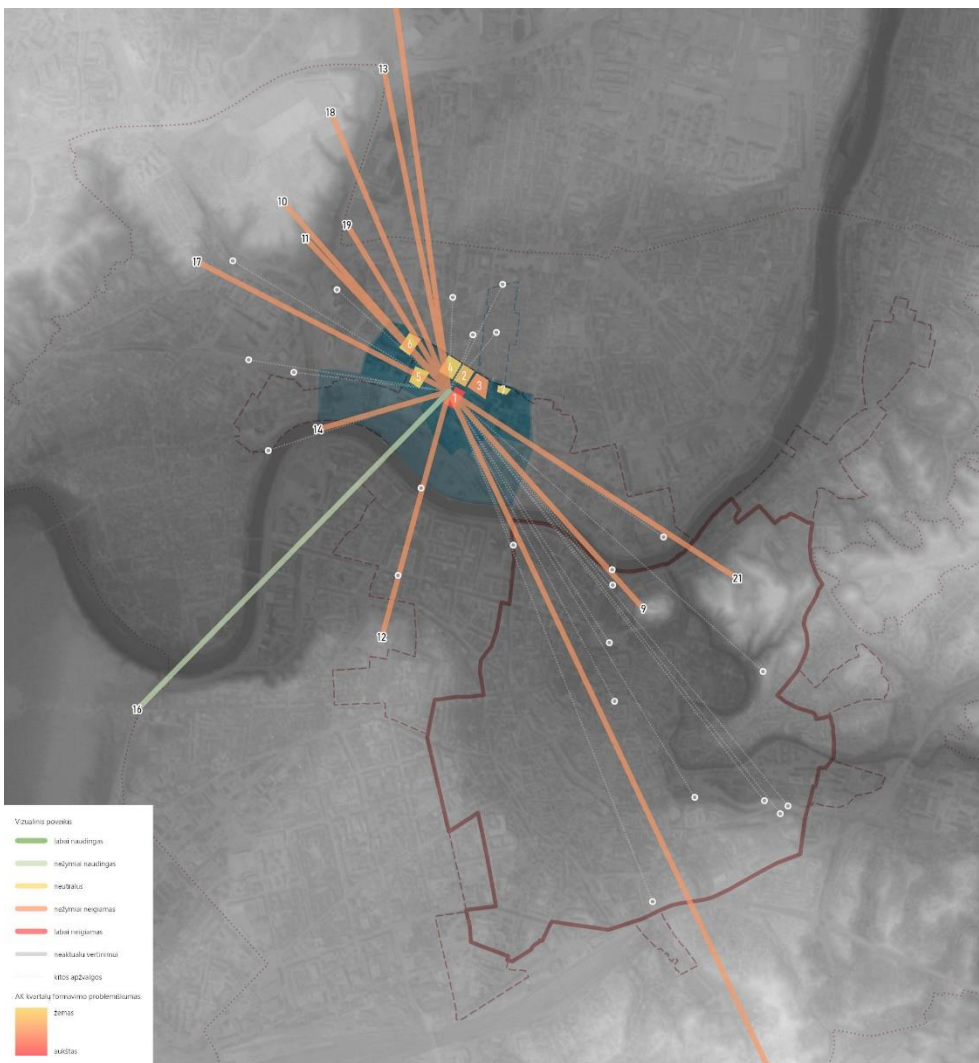 13
18
10
19
11
17
6
4
2
5
3
1
14
21
9
12
16
Vizualinis poveikis
labai naudingas
nežymiai naudingas
neutralus
nežymiai neigiamas
labai neigiamas
neaktualu vertinimui
kitos apžvalgos
AK kvartalų formavimo problemiškumas
žemas
aukštas